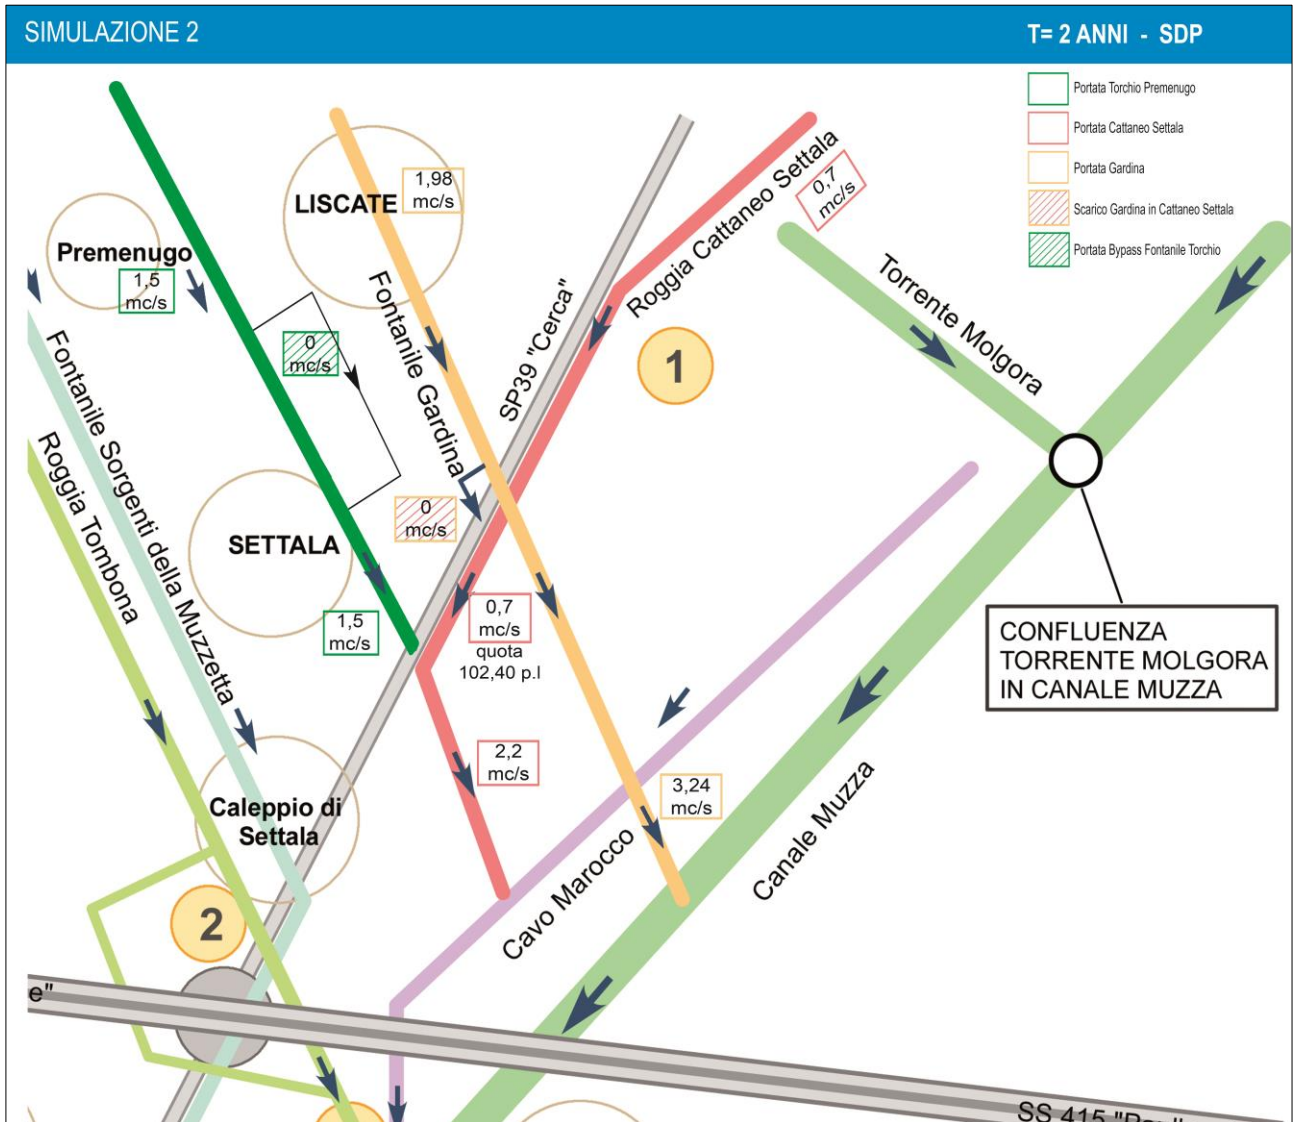 SIMULAZIONE 2
T= 2 ANNI - SDP
Portata Torchio Premenugo
Portata Cattaneo Settala
Portata Gardina
Scarico Gardina in Cattaneo Settala
Portata Bypass Fontanile Torchio
LISCATE
1,98
mc/s
Roggia Cattaneo Settala
0,7
mc/s
Premenugo
1,5
mc/s
Torrente Molgora
Fontanile Gardina
SP39 "Cerca"
0
mc/s
1
Fontanile Sorgenti della Muzzetta
Roggia Tombona
0
mc/s
SETTALA
1,5
mc/s
0,7
mc/s
quota
102,40 p.l
CONFLUENZA
TORRENTE MOLGORA
IN CANALE MUZZA
2,2
mc/s
3,24
mc/s
Caleppio di
Settala
Canale Muzza
Cavo Marocco
2
e"
SS 415